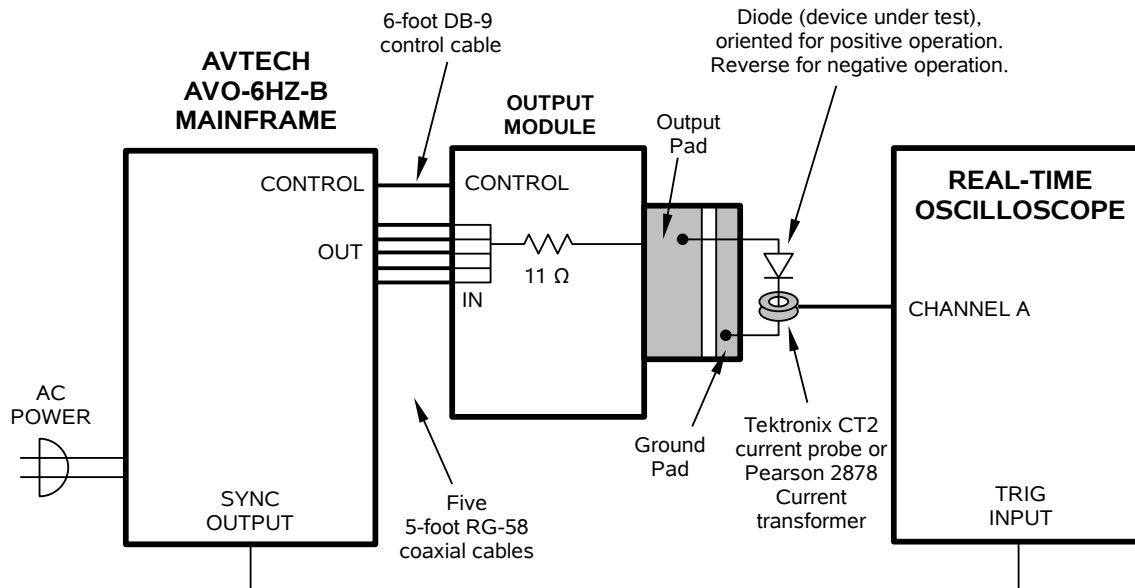 6-foot DB-9
control cable
Diode (device under test),
oriented for positive operation.
Reverse for negative operation.
AVTECH
AVO-6HZ-B
MAINFRAME
OUTPUT
MODULE
Output
Pad
CONTROL
CONTROL
REAL-TIME
OSCILLOSCOPE
OUT
11 Ω
IN
CHANNEL A
AC
POWER
Ground
Pad
Tektronix CT2
current probe or
Pearson 2878
Current
transformer
SYNC
OUTPUT
Five
5-foot RG-58
coaxial cables
TRIG
INPUT